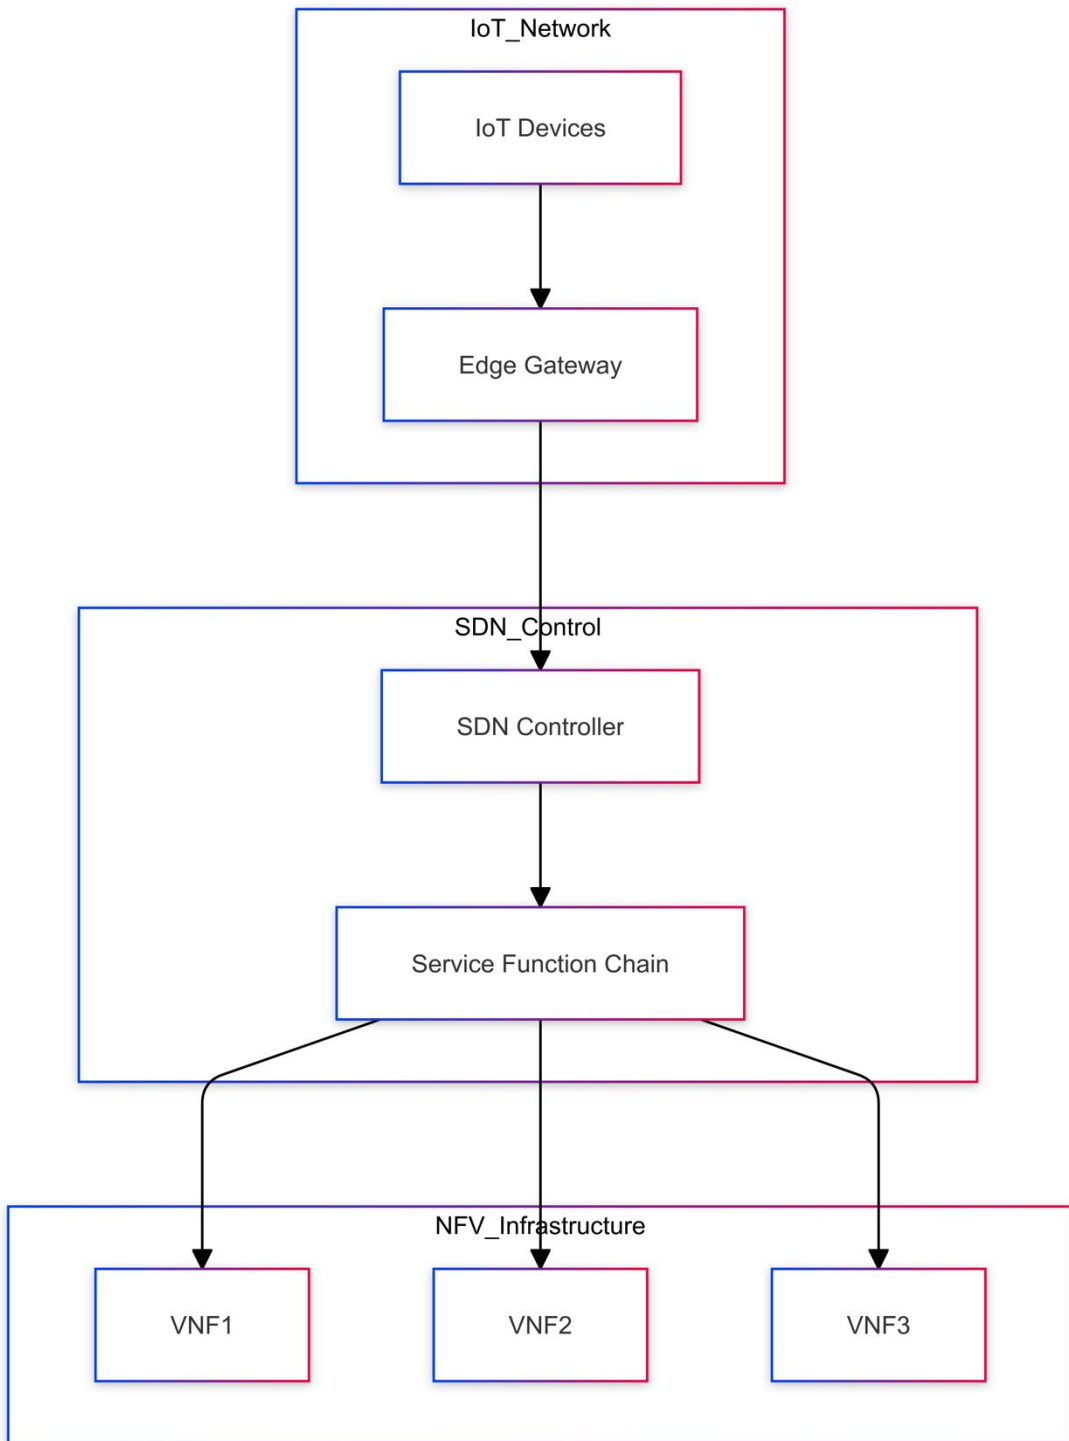 IoT_Network
IoT Devices
Edge Gateway
SDN_Control
SDN Controller
Service Function Chain
NFV_Infrastructure
VNF1
VNF2
VNF3